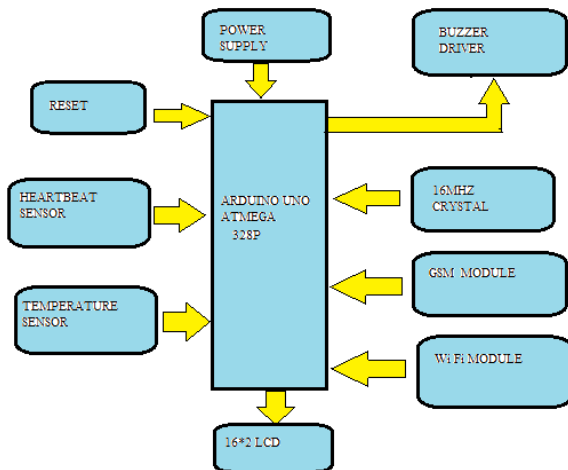 POWER
SUPPLY
BUZZER
DRIVER
RESET
HEARTBEAT
SENSOR
ARDUINO UNO
ATMEGA
328P
16MHZ
CRYSTAL
GSM MODULE
TEMPERATURE
SENSOR
Wi Fi MODULE
16*2 LCD